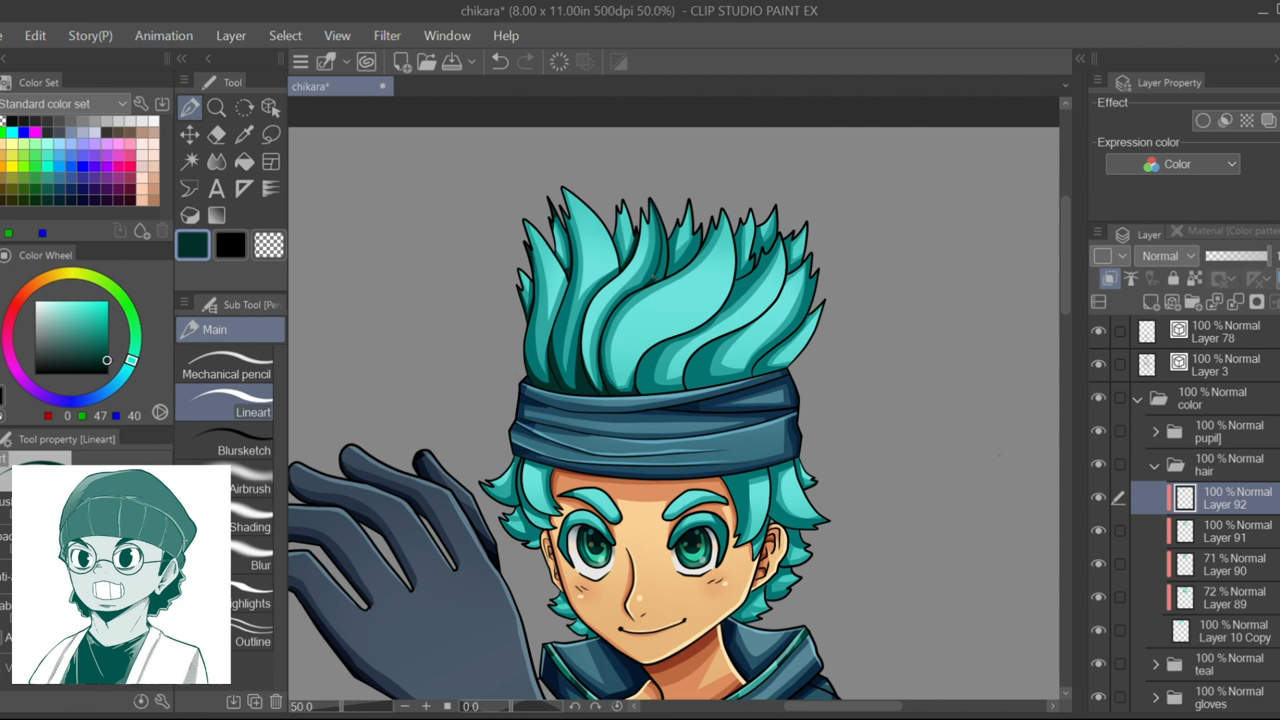 chikara* (8.00 x 11.00in 500dpi 50.0%) - CLIP STUDIO PAINT EX
Edit Story(P) Animation Layer Select View Filter Window Help
Color Set
Tool
chikara*
Layer Property
Standard color set
Effect
Expression color
Color
Layer
Material [Color patter
Color Wheel
Normal
Sub Tool [Pe
Main
Mechanical pencil
Lineart
Blursketch
Airbrush
Shading
Blur
hlights
Outline
0 47 40
Tool property [Lineart]
100 % Normal
Layer 78
100 % Normal
Layer 3
100 % Normal
color
100 % Normal
pupil]
100 % Normal
hair
100 % Normal
Layer 92
100 % Normal
Layer 91
71 % Normal
Layer 90
72 % Normal
Layer 89
100 % Normal
Layer 10 Copy
100 % Normal
teal
100 % Normal
gloves
50.0
0.0